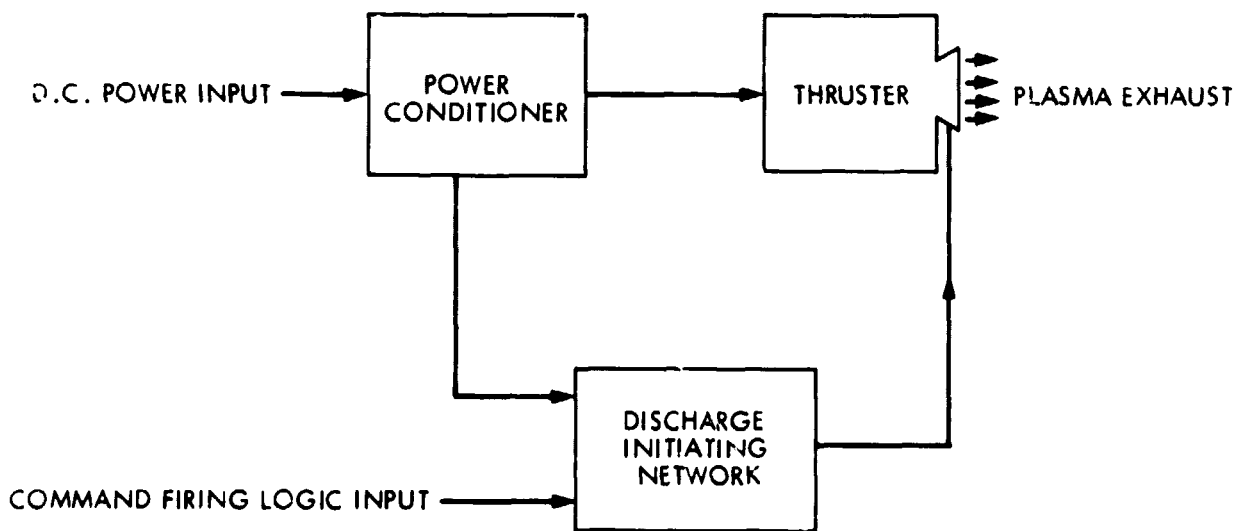 D.C. POWER INPUT
POWER
CONDITIONER
THRUSTER
PLASMA EXHAUST
DISCHARGE
INITIATING
NETWORK
COMMAND FIRING LOGIC INPUT